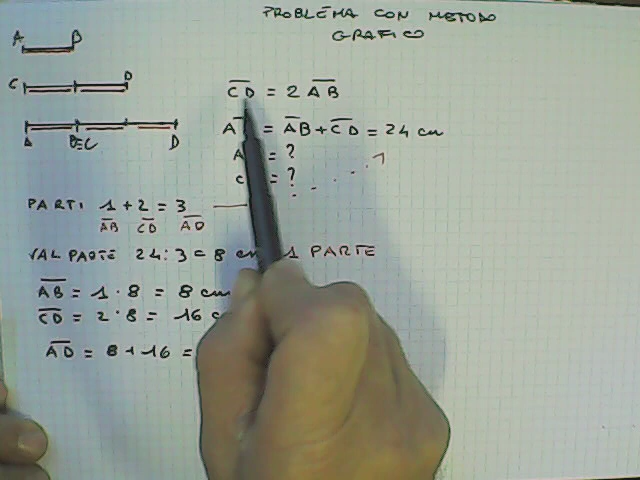 PROBLEMA CON METODO
GRAFICO
A B
C D
A B≡C D
CD = 2 AB
A = AB + CD = 24 cm
A = ?
C = ?
PARTI 1 + 2 = 3
AB CD AD
VAL PARTE 24 : 3 = 8 cm 1 PARTE
AB = 1 · 8 = 8 cm
CD = 2 · 8 = 16 c
AD = 8 + 16 =